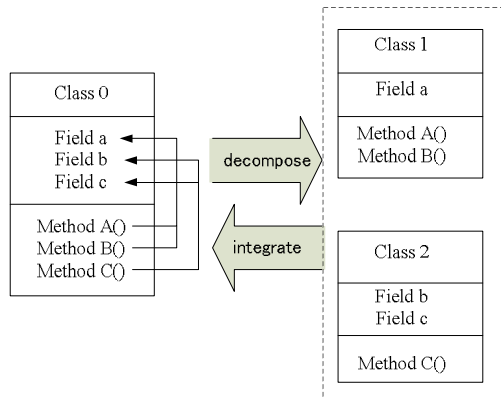 Class 0
Field a
Field b
Field c
Method A()
Method B()
Method C()
decompose
integrate
Class 1
Field a
Method A()
Method B()
Class 2
Field b
Field c
Method C()